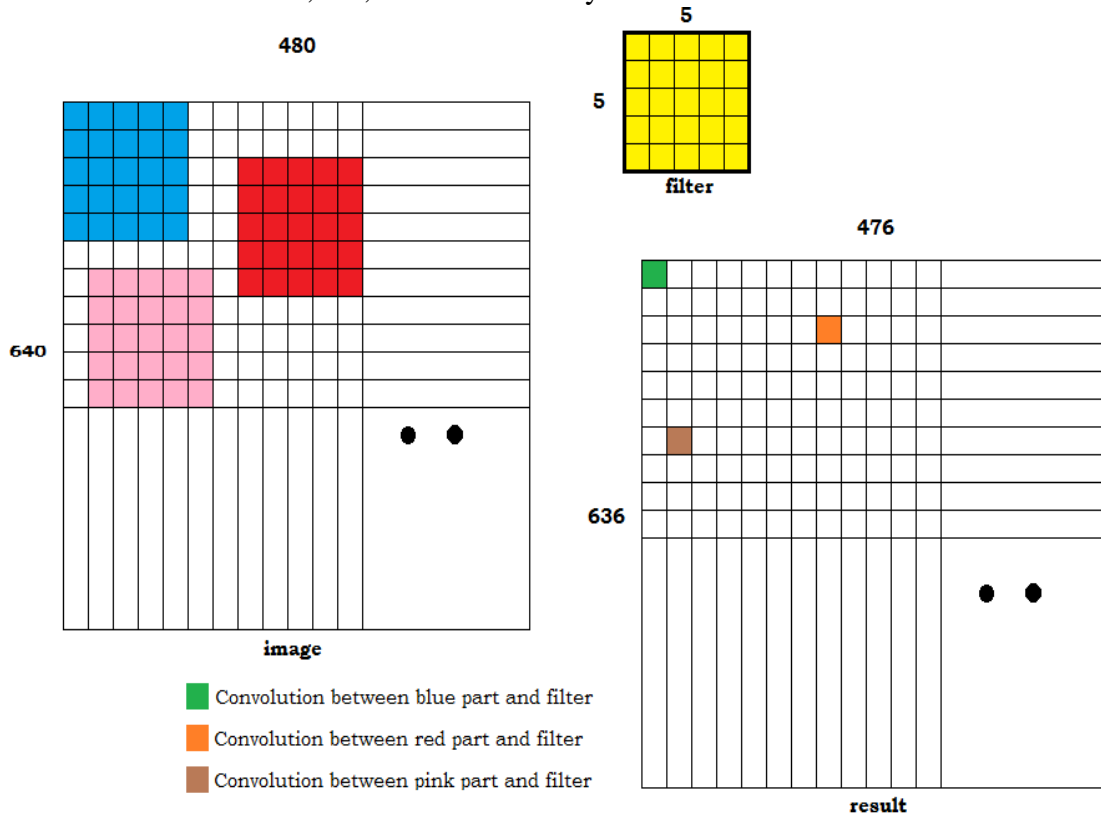 5
480
5
filter
476
640
636
image
Convolution between blue part and filter
Convolution between red part and filter
Convolution between pink part and filter
result